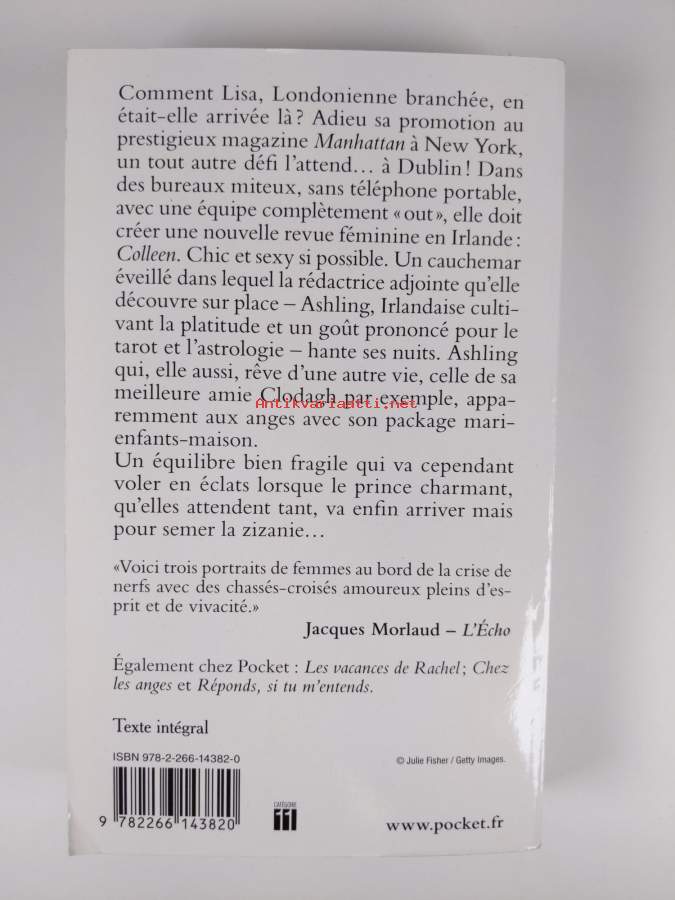 Comment Lisa, Londonienne branchée, en
était-elle arrivée là ? Adieu sa promotion au
prestigieux magazine Manhattan à New York,
un tout autre défi l'attend… à Dublin ! Dans
des bureaux miteux, sans téléphone portable,
avec une équipe complètement « out », elle doit
créer une nouvelle revue féminine en Irlande :
Colleen. Chic et sexy si possible. Un cauchemar
éveillé dans lequel la rédactrice adjointe qu'elle
découvre sur place – Ashling, Irlandaise culti-
vant la platitude et un goût prononcé pour le
tarot et l'astrologie – hante ses nuits. Ashling
qui, elle aussi, rêve d'une autre vie, celle de sa
meilleure amie Clodagh par exemple, appa-
Antikvariaatti.net
remment aux anges avec son package mari-
enfants-maison.
Un équilibre bien fragile qui va cependant
voler en éclats lorsque le prince charmant,
qu'elles attendent tant, va enfin arriver mais
pour semer la zizanie…
«Voici trois portraits de femmes au bord de la crise de
nerfs avec des chassés-croisés amoureux pleins d'es-
prit et de vivacité.»
Jacques Morlaud – L'Écho
Également chez Pocket : Les vacances de Rachel ; Chez
les anges et Réponds, si tu m'entends.
Texte intégral
ISBN 978-2-266-14382-0
© Julie Fisher / Getty Images.
CATÉGORIE
11
9 782266 143820
www.pocket.fr